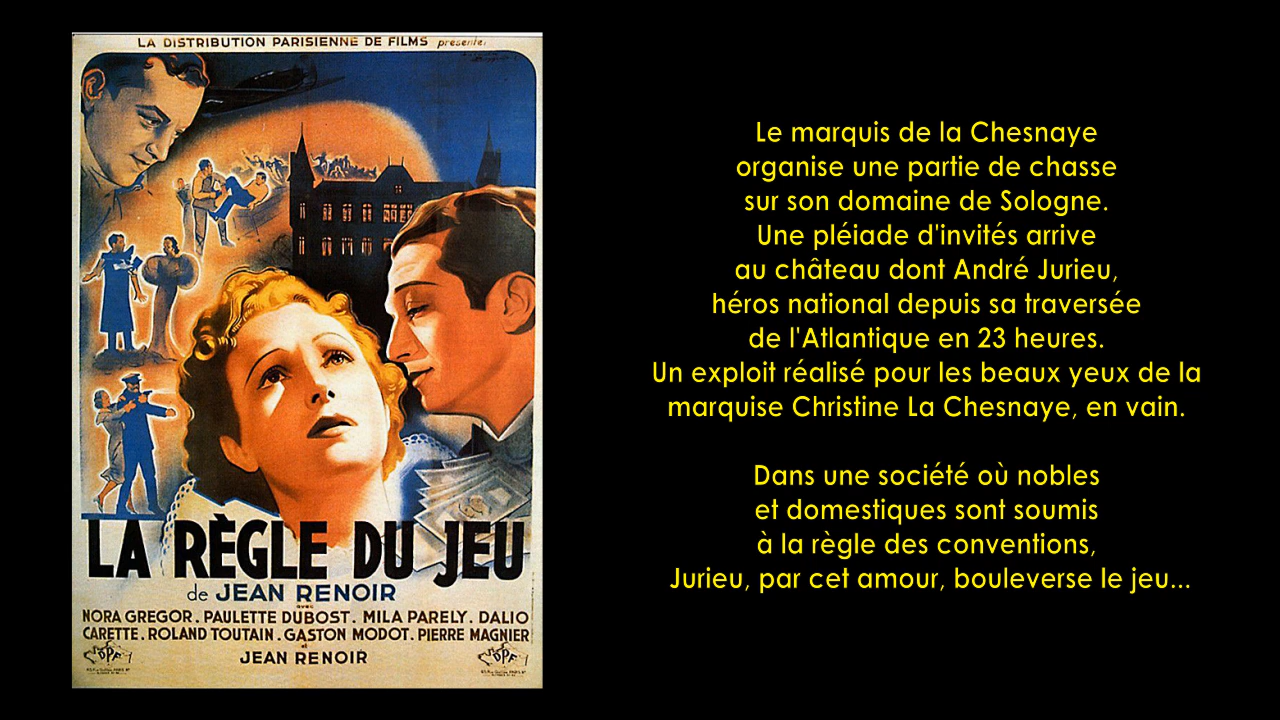 LA DISTRIBUTION PARISIENNE DE FILMS présente:
LA RÈGLE DU JEU
de JEAN RENOIR
avec
NORA GREGOR. PAULETTE DUBOST. MILA PARELY. DALIO
CARETTE. ROLAND TOUTAIN. GASTON MODOT. PIERRE MAGNIER
et
JEAN RENOIR
DPF
DPF
Le marquis de la Chesnaye
organise une partie de chasse
sur son domaine de Sologne.
Une pléiade d'invités arrive
au château dont André Jurieu,
héros national depuis sa traversée
de l'Atlantique en 23 heures.
Un exploit réalisé pour les beaux yeux de la
marquise Christine La Chesnaye, en vain.
Dans une société où nobles
et domestiques sont soumis
à la règle des conventions,
Jurieu, par cet amour, bouleverse le jeu...